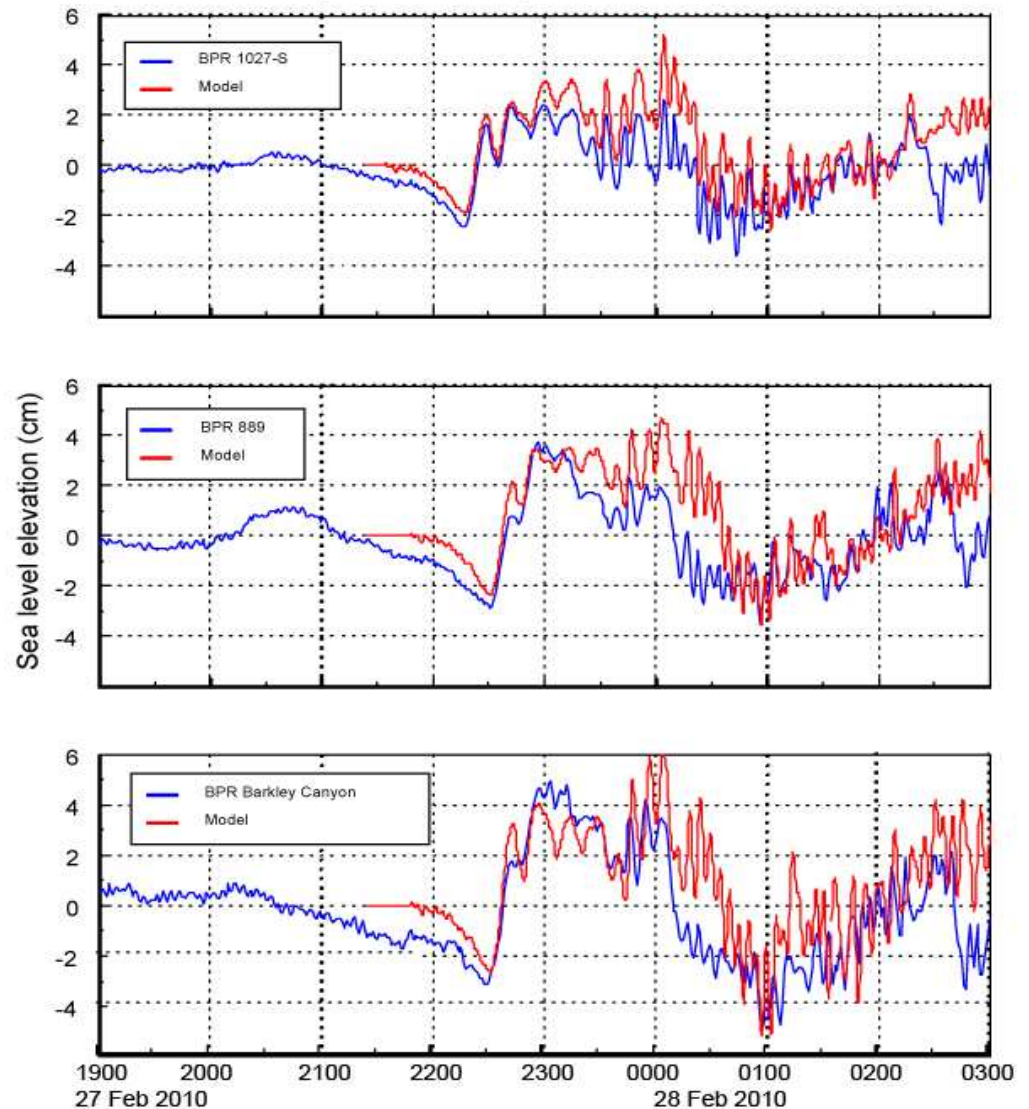 6
4
2
0
-2
-4
BPR 1027-S
Model
Sea level elevation (cm)
6
4
2
0
-2
-4
BPR 889
Model
6
4
2
0
-2
-4
BPR Barkley Canyon
Model
1900 2000 2100 2200 2300 0000 0100 0200 0300
27 Feb 2010 28 Feb 2010